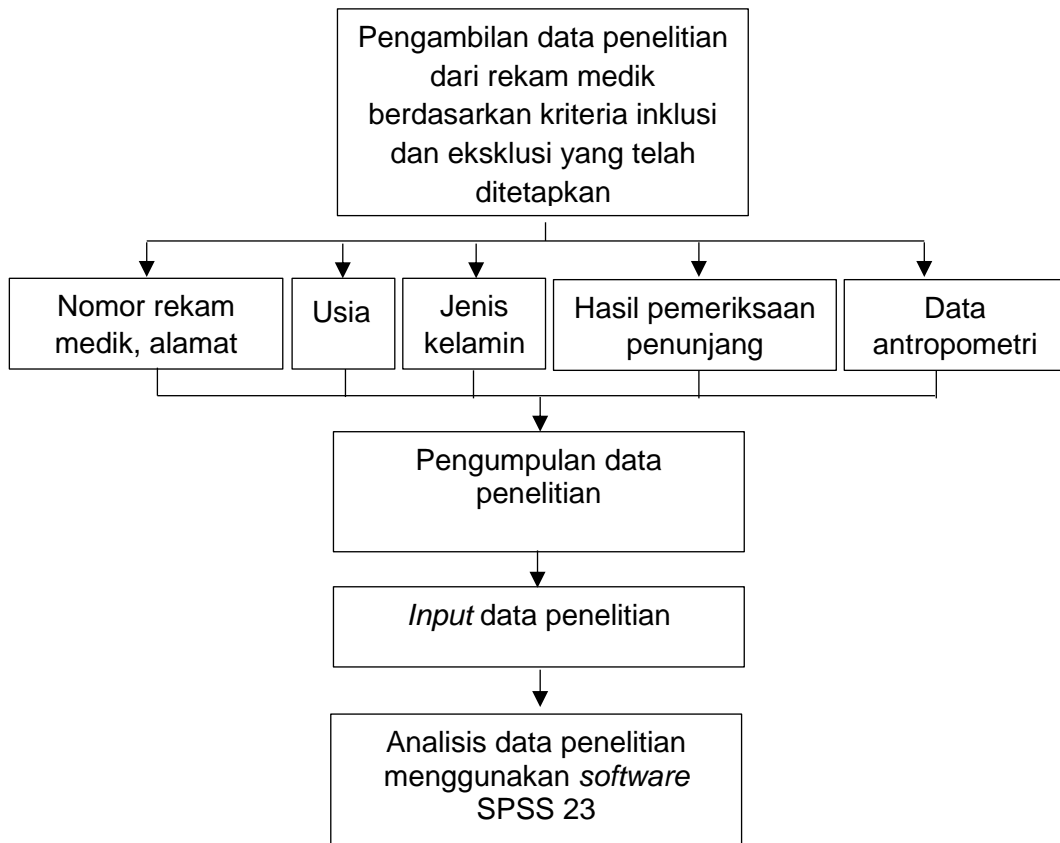 Pengambilan data penelitian
dari rekam medik
berdasarkan kriteria inklusi
dan eksklusi yang telah
ditetapkan
Nomor rekam
medik, alamat
Usia
Jenis
kelamin
Hasil pemeriksaan
penunjang
Data
antropometri
Pengumpulan data
penelitian
Input data penelitian
Analisis data penelitian
menggunakan software
SPSS 23